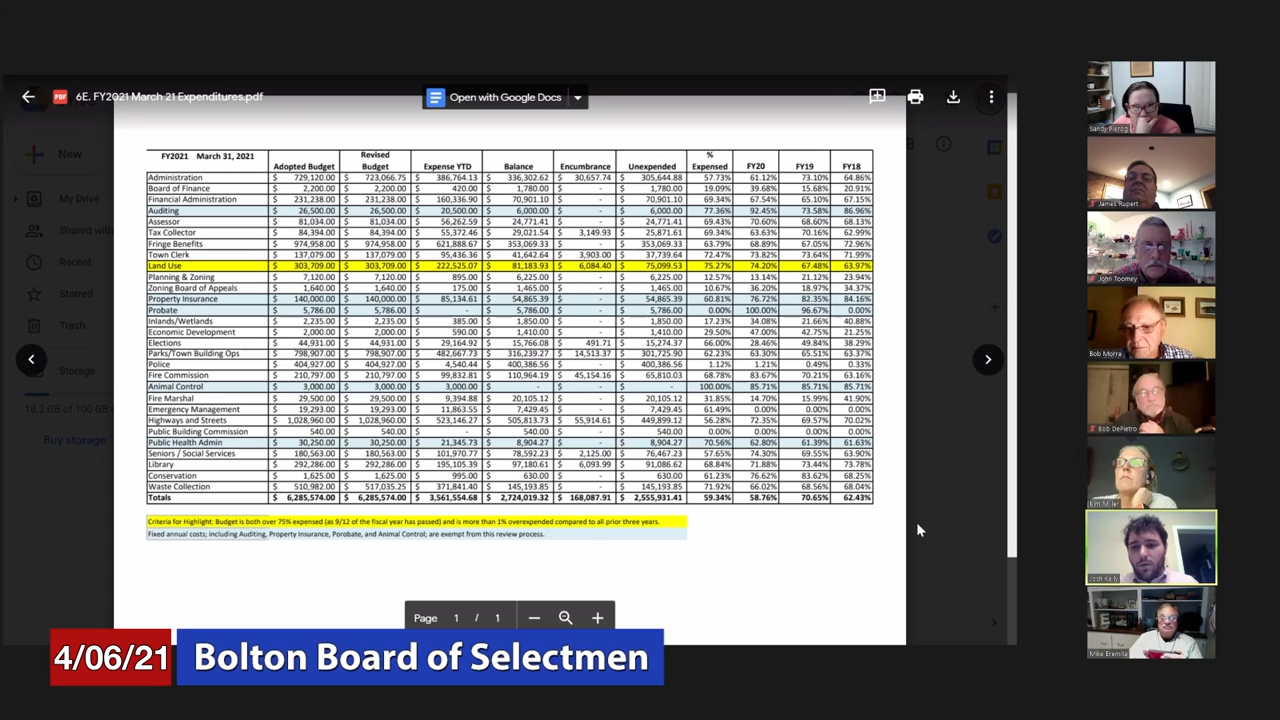 6E. FY2021 March 21 Expenditures.pdf
Open with Google Docs
New
My Drive
Shared with
Recent
Starred
Trash
Storage
18.2 GB of 100 GB
Buy storage
FY2021 March 31, 2021 Adopted Budget Revised Budget Expense YTD Balance Encumbrance Unexpended % Expensed FY20 FY19 FY18
Administration $ 729,120.00 $ 723,066.75 $ 386,764.13 $ 336,302.62 $ 30,657.74 $ 305,644.88 57.73% 61.12% 73.10% 64.86%
Board of Finance $ 2,200.00 $ 2,200.00 $ 420.00 $ 1,780.00 $ - $ 1,780.00 19.09% 39.68% 15.68% 20.91%
Financial Administration $ 231,238.00 $ 231,238.00 $ 160,336.90 $ 70,901.10 $ - $ 70,901.10 69.34% 67.54% 65.10% 67.15%
Auditing $ 26,500.00 $ 26,500.00 $ 20,500.00 $ 6,000.00 $ - $ 6,000.00 77.36% 92.45% 73.58% 86.96%
Assessor $ 81,034.00 $ 81,034.00 $ 56,262.59 $ 24,771.41 $ - $ 24,771.41 69.43% 70.60% 68.60% 68.13%
Tax Collector $ 84,394.00 $ 84,394.00 $ 55,372.46 $ 29,021.54 $ 3,149.93 $ 25,871.61 69.34% 63.63% 70.16% 62.99%
Fringe Benefits $ 974,958.00 $ 974,958.00 $ 621,888.67 $ 353,069.33 $ - $ 353,069.33 63.79% 68.89% 67.05% 72.96%
Town Clerk $ 137,079.00 $ 137,079.00 $ 95,436.36 $ 41,642.64 $ 3,903.00 $ 37,739.64 72.47% 73.82% 73.64% 71.99%
Land Use $ 303,709.00 $ 303,709.00 $ 222,525.07 $ 81,183.93 $ 6,084.40 $ 75,099.53 75.27% 74.20% 67.48% 63.97%
Planning & Zoning $ 7,120.00 $ 7,120.00 $ 895.00 $ 6,225.00 $ - $ 6,225.00 12.57% 13.14% 21.12% 23.94%
Zoning Board of Appeals $ 1,640.00 $ 1,640.00 $ 175.00 $ 1,465.00 $ - $ 1,465.00 10.67% 36.20% 18.97% 34.37%
Property Insurance $ 140,000.00 $ 140,000.00 $ 85,134.61 $ 54,865.39 $ - $ 54,865.39 60.81% 76.72% 82.35% 84.16%
Probate $ 5,786.00 $ 5,786.00 $ - $ 5,786.00 $ - $ 5,786.00 0.00% 100.00% 96.67% 0.00%
Inlands/Wetlands $ 2,235.00 $ 2,235.00 $ 385.00 $ 1,850.00 $ - $ 1,850.00 17.23% 34.08% 21.66% 40.88%
Economic Development $ 2,000.00 $ 2,000.00 $ 590.00 $ 1,410.00 $ - $ 1,410.00 29.50% 47.00% 42.75% 21.25%
Elections $ 44,931.00 $ 44,931.00 $ 29,164.92 $ 15,766.08 $ 491.71 $ 15,274.37 66.00% 28.46% 49.84% 38.29%
Parks/Town Building Ops $ 798,907.00 $ 798,907.00 $ 482,667.73 $ 316,239.27 $ 14,513.37 $ 301,725.90 62.23% 63.30% 65.51% 63.37%
Police $ 404,927.00 $ 404,927.00 $ 4,540.44 $ 400,386.56 $ - $ 400,386.56 1.12% 1.21% 0.49% 0.33%
Fire Commission $ 210,797.00 $ 210,797.00 $ 99,832.81 $ 110,964.19 $ 45,154.16 $ 65,810.03 68.78% 83.67% 70.21% 63.16%
Animal Control $ 3,000.00 $ 3,000.00 $ 3,000.00 $ - $ - $ - 100.00% 85.71% 85.71% 85.71%
Fire Marshal $ 29,500.00 $ 29,500.00 $ 9,394.88 $ 20,105.12 $ - $ 20,105.12 31.85% 14.70% 15.99% 41.90%
Emergency Management $ 19,293.00 $ 19,293.00 $ 11,863.55 $ 7,429.45 $ - $ 7,429.45 61.49% 0.00% 0.00% 0.00%
Highways and Streets $ 1,028,960.00 $ 1,028,960.00 $ 523,146.27 $ 505,813.73 $ 55,914.61 $ 449,899.12 56.28% 72.35% 69.57% 70.02%
Public Building Commission $ 540.00 $ 540.00 $ - $ 540.00 $ - $ 540.00 0.00% 0.00% 0.00% 0.00%
Public Health Admin $ 30,250.00 $ 30,250.00 $ 21,345.73 $ 8,904.27 $ - $ 8,904.27 70.56% 62.80% 61.39% 61.63%
Seniors / Social Services $ 180,563.00 $ 180,563.00 $ 101,970.77 $ 78,592.23 $ 2,125.00 $ 76,467.23 57.65% 74.30% 69.55% 63.90%
Library $ 292,286.00 $ 292,286.00 $ 195,105.39 $ 97,180.61 $ 6,093.99 $ 91,086.62 68.84% 71.88% 73.44% 73.78%
Conservation $ 1,625.00 $ 1,625.00 $ 995.00 $ 630.00 $ - $ 630.00 61.23% 76.62% 83.62% 68.25%
Waste Collection $ 510,982.00 $ 517,035.25 $ 371,841.40 $ 145,193.85 $ - $ 145,193.85 71.92% 66.02% 68.56% 68.04%
Totals $ 6,285,574.00 $ 6,285,574.00 $ 3,561,554.68 $ 2,724,019.32 $ 168,087.91 $ 2,555,931.41 59.34% 58.76% 70.65% 62.43%
Criteria for Highlight: Budget is both over 75% expensed (as 9/12 of the fiscal year has passed) and is more than 1% overexpended compared to all prior three years.
Fixed annual costs; including Auditing, Property Insurance, Porobate, and Animal Control; are exempt from this review process.
Page 1 / 1
4/06/21 Bolton Board of Selectmen
Sandy Pierog
James Rupert
John Toomey
Bob Morra
Bob DePietro
Kim Miller
Josh Kelly
Mike Eremita